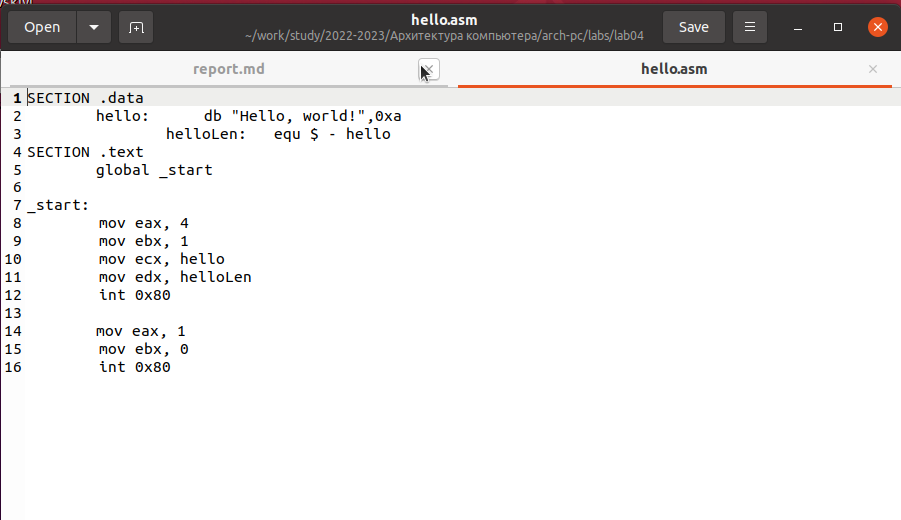 Open
hello.asm
~/work/study/2022-2023/Архитектура компьютера/arch-pc/labs/lab04
Save
report.md
hello.asm
1 SECTION .data
2 hello: db "Hello, world!",0xa
3 helloLen: equ $ - hello
4 SECTION .text
5 global _start
6
7 _start:
8 mov eax, 4
9 mov ebx, 1
10 mov ecx, hello
11 mov edx, helloLen
12 int 0x80
13
14 mov eax, 1
15 mov ebx, 0
16 int 0x80